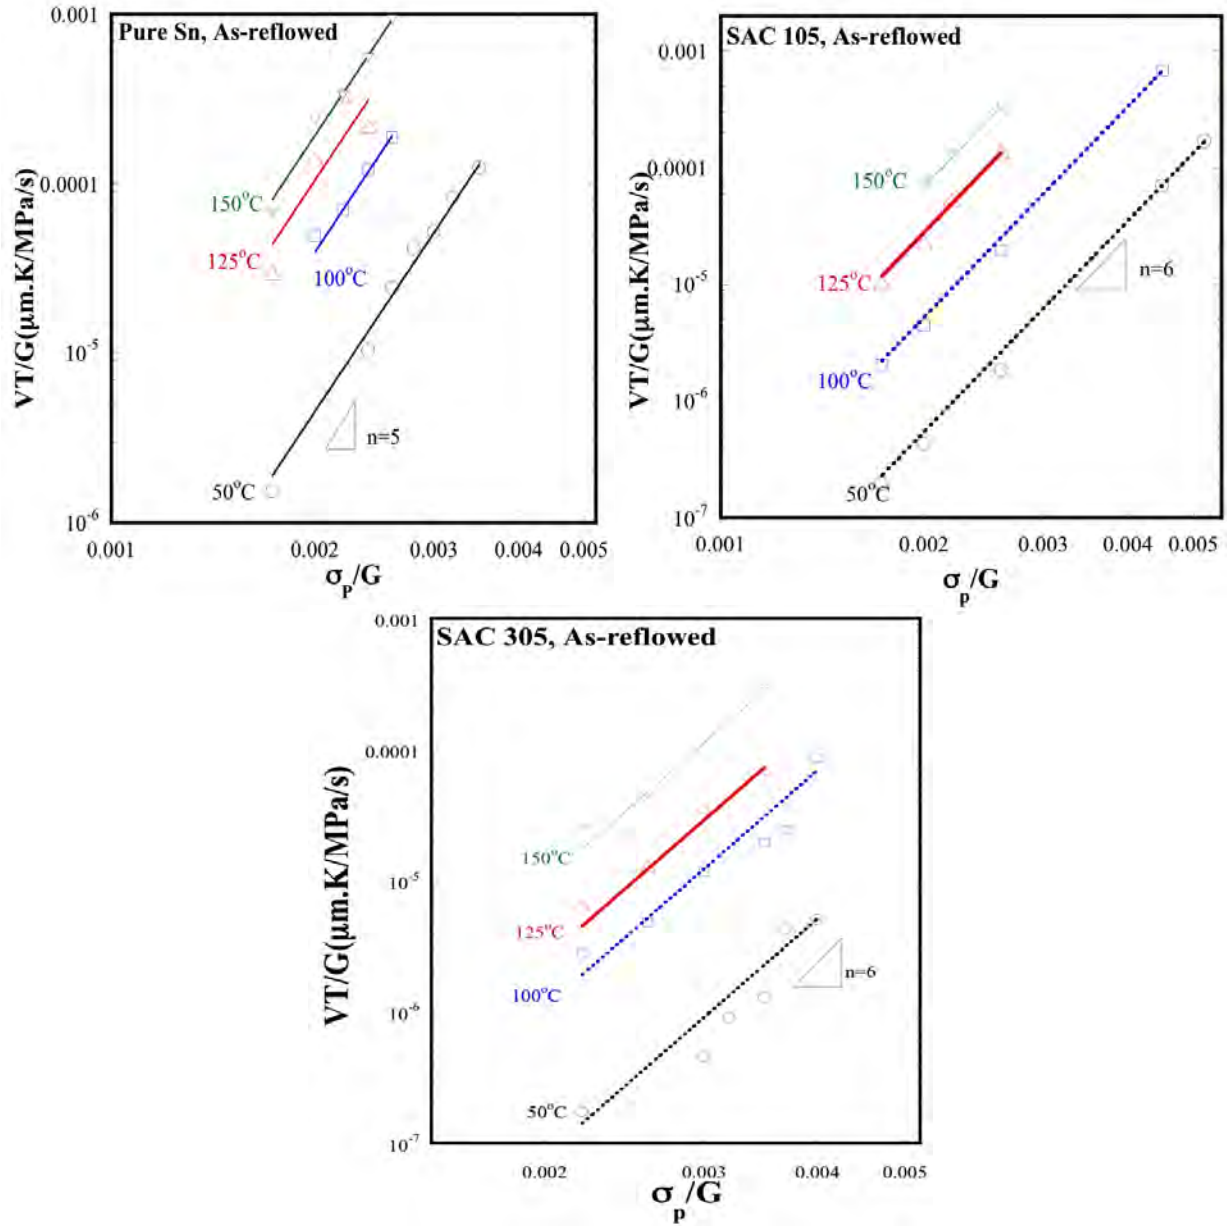 Pure Sn, As-reflowed
VT/G(μm.K/MPa/s)
0.001
0.0001
10⁻⁵
10⁻⁶
150°C
125°C
100°C
50°C
n=5
0.001
0.002
0.003
0.004
0.005
σp/G
SAC 105, As-reflowed
VT/G(μm.K/MPa/s)
0.001
0.0001
10⁻⁵
10⁻⁶
10⁻⁷
150°C
125°C
100°C
50°C
n=6
0.001
0.002
0.003
0.004
0.005
σp/G
SAC 305, As-reflowed
VT/G(μm.K/MPa/s)
0.001
0.0001
10⁻⁵
10⁻⁶
10⁻⁷
150°C
125°C
100°C
50°C
n=6
0.002
0.003
0.004
0.005
σp/G